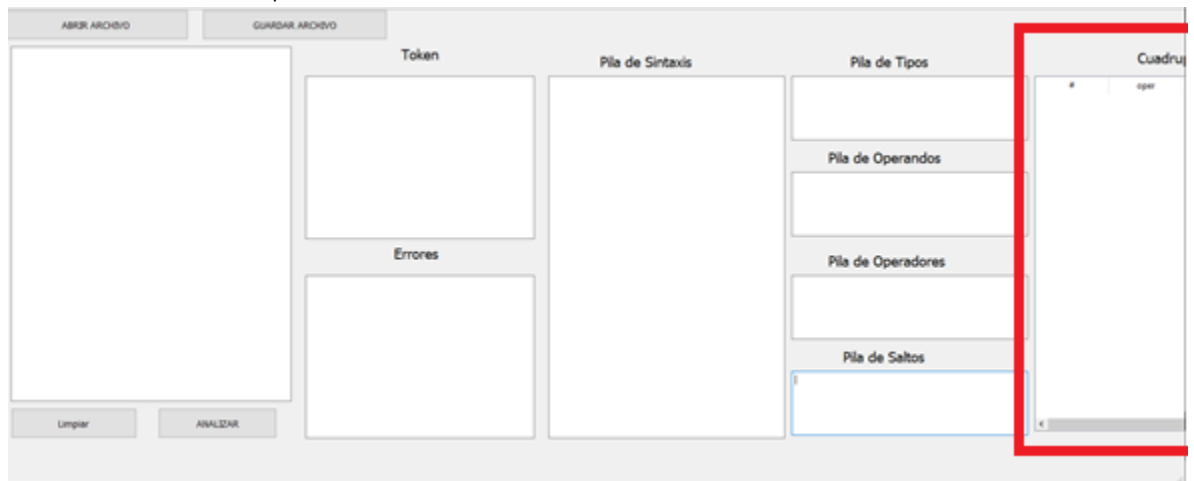 ABRIR ARCHIVO
GUARDAR ARCHIVO
Token
Pila de Sintaxis
Pila de Tipos
Cuadrup
#
oper
Pila de Operandos
Errores
Pila de Operadores
Pila de Saltos
Limpiar
ANALIZAR